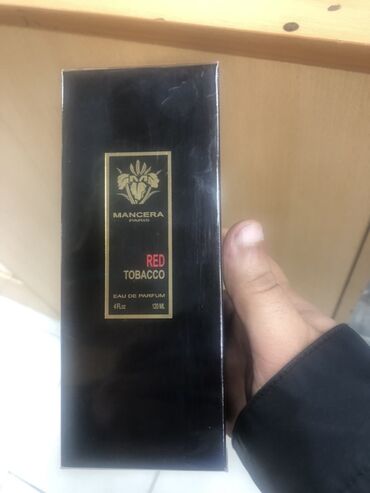 MANCERA
PARIS
RED
TOBACCO
EAU DE PARFUM
4 Fl.oz 120 ML